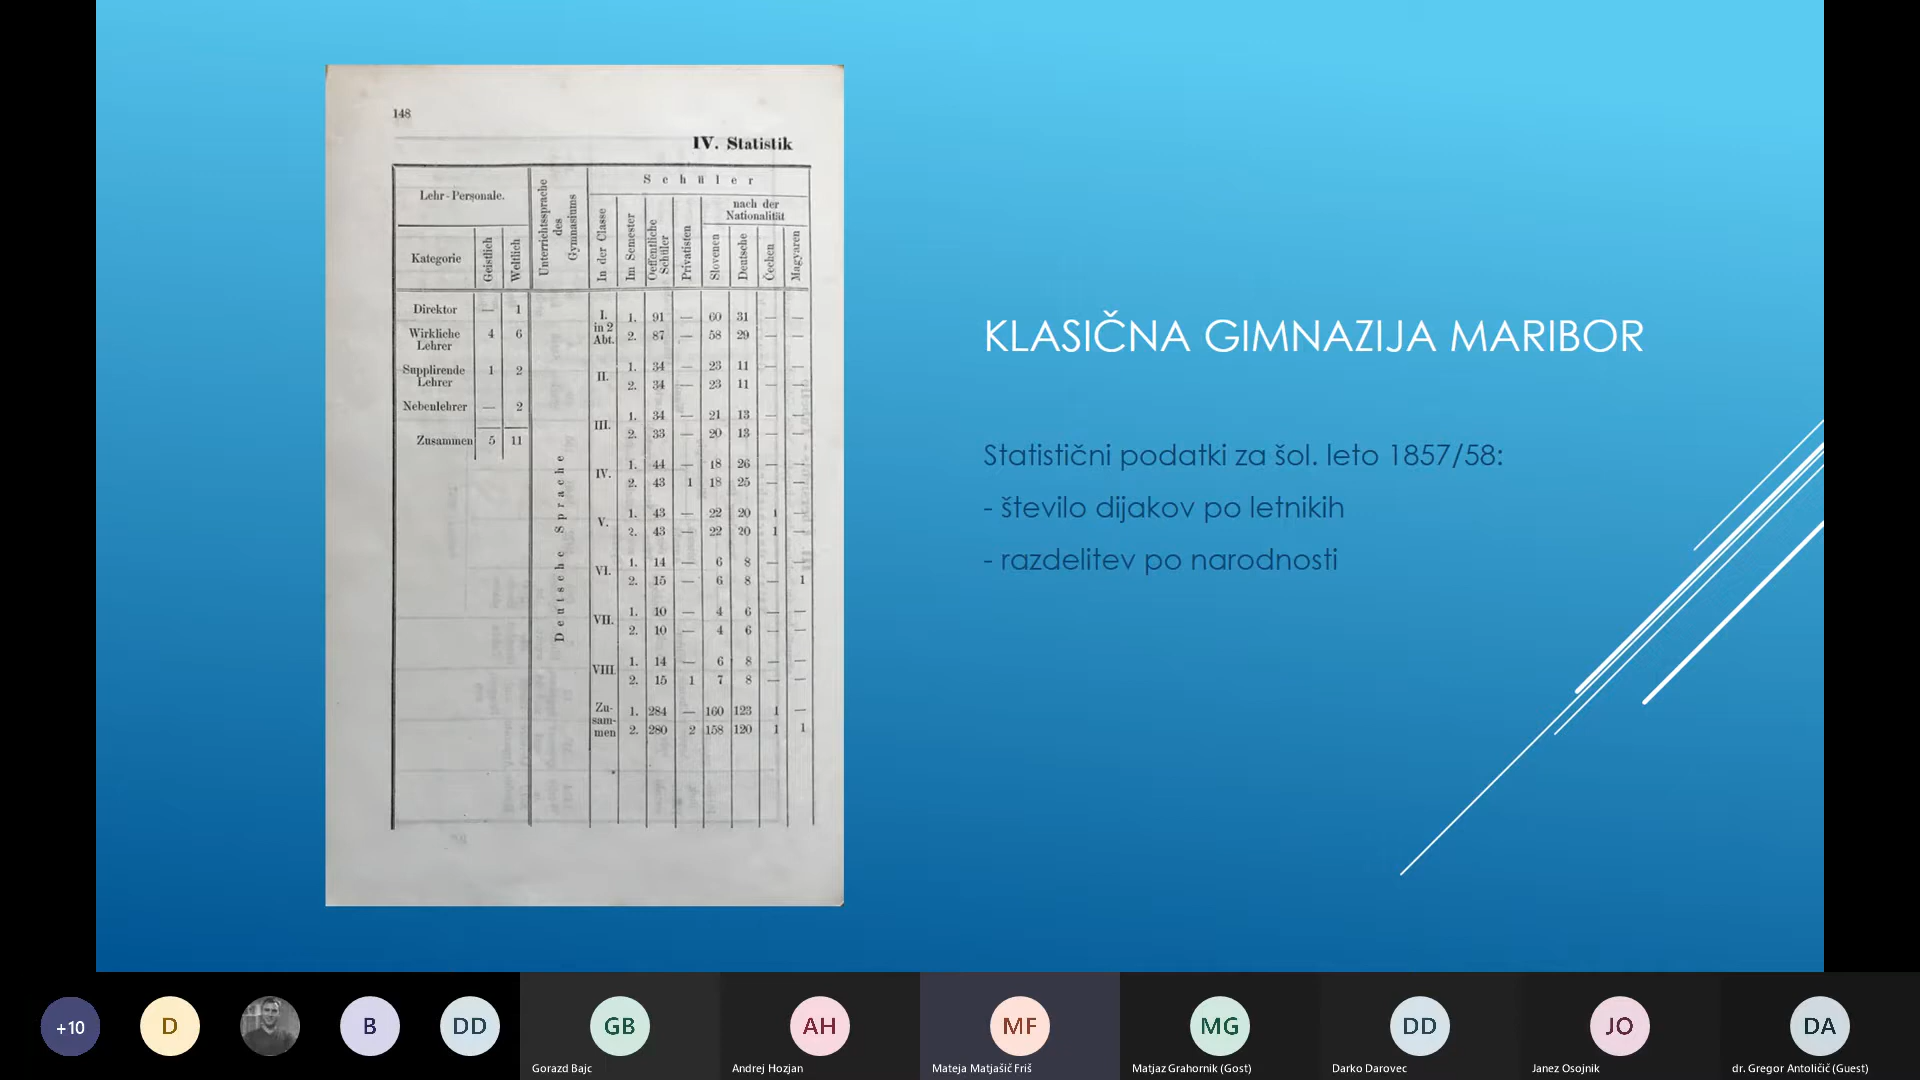 148
IV. Statistik
Lehr-Personale.
Unterrichtssprache des Gymnasiums
Schüler
In der Classe
Im Semester
Oeffentliche Schüler
Privatisten
nach der
Nationalität
Kategorie
Geistlich
Weltlich
Slovenen
Deutsche
Čechen
Magyaren
Direktor — 1
Wirkliche Lehrer 4 6
Supplirende Lehrer 1 2
Nebenlehrer — 2
Zusammen 5 11
Deutsche Sprache
I. in 2 Abt. 1. 91 — 60 31 — —
2. 87 — 58 29 — —
II. 1. 34 — 23 11 — —
2. 34 — 23 11 — —
III. 1. 34 — 21 13 — —
2. 33 — 20 13 — —
IV. 1. 44 — 18 26 — —
2. 43 1 18 25 — —
V. 1. 43 — 22 20 1 —
2. 43 — 22 20 1 —
VI. 1. 14 — 6 8 — —
2. 15 — 6 8 — 1
VII. 1. 10 — 4 6 — —
2. 10 — 4 6 — —
VIII. 1. 14 — 6 8 — —
2. 15 1 7 8 — —
Zusammen 1. 284 — 160 123 1 —
2. 280 2 158 120 1 1
KLASIČNA GIMNAZIJA MARIBOR
Statistični podatki za šol. leto 1857/58:
- število dijakov po letnikih
- razdelitev po narodnosti
+10
D
B
DD
GB
AH
MF
MG
DD
JO
DA
Gorazd Bajc
Andrej Hozjan
Mateja Matjašič Friš
Matjaz Grahornik (Gost)
Darko Darovec
Janez Osojnik
dr. Gregor Antoličič (Guest)